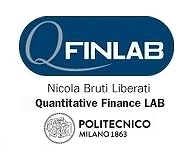 QFINLAB
Nicola Bruti Liberati
Quantitative Finance LAB
POLITECNICO
MILANO 1863